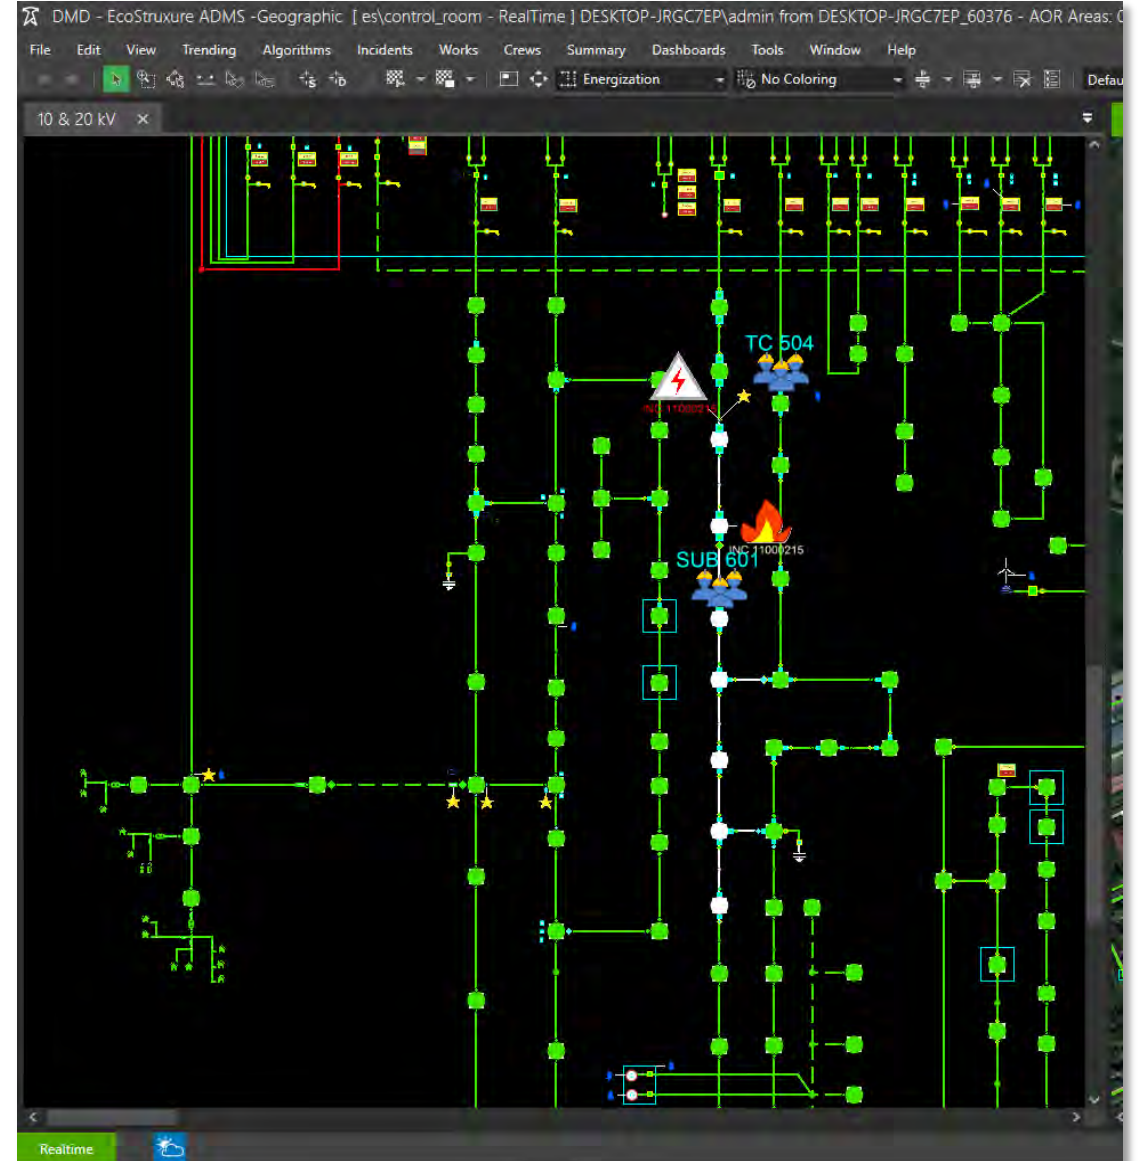 DMD - EcoStruxure ADMS -Geographic [ es\control_room - RealTime ] DESKTOP-JRGC7EP\admin from DESKTOP-JRGC7EP_60376 - AOR Areas:
File Edit View Trending Algorithms Incidents Works Crews Summary Dashboards Tools Window Help
S D Energization No Coloring Defau
10 & 20 kV
TC 504
INC 11000215
SUB 601
Realtime